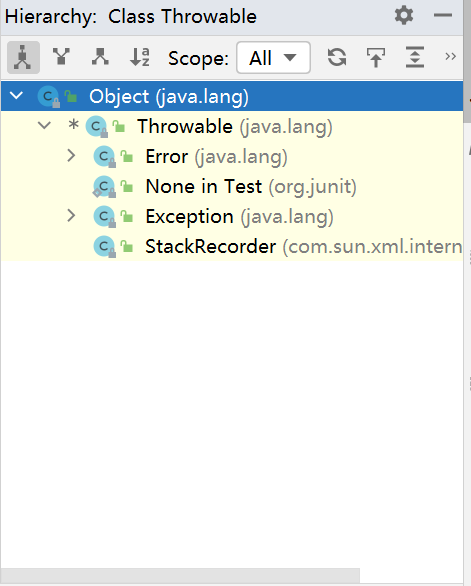 Hierarchy: Class Throwable
Scope: All
Object (java.lang)
* Throwable (java.lang)
Error (java.lang)
None in Test (org.junit)
Exception (java.lang)
StackRecorder (com.sun.xml.intern